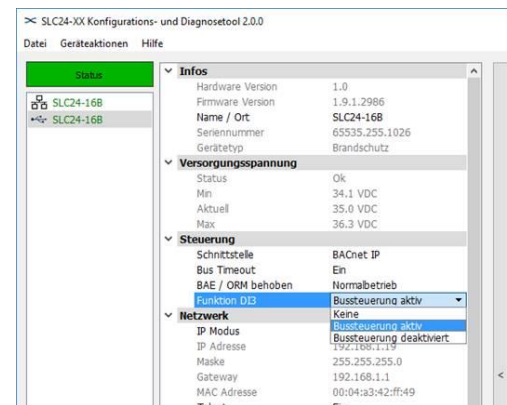 SLC24-XX Konfigurations- und Diagnosetool 2.0.0
Datei Geräteaktionen Hilfe
Status
SLC24-16B
SLC24-16B
Infos
Hardware Version 1.0
Firmware Version 1.9.1.2986
Name / Ort SLC24-16B
Seriennummer 65535.255.1026
Gerätetyp Brandschutz
Versorgungsspannung
Status Ok
Min 34.1 VDC
Aktuell 35.0 VDC
Max 36.3 VDC
Steuerung
Schnittstelle BACnet IP
Bus Timeout Ein
BAE / ORM behoben Normalbetrieb
Funktion DI3 Bussteuerung aktiv
Keine
Bussteuerung aktiv
Bussteuerung deaktiviert
Netzwerk
IP Modus
IP Adresse 192.168.1.19
Maske 255.255.255.0
Gateway 192.168.1.1
MAC Adresse 00:04:a3:42:ff:49